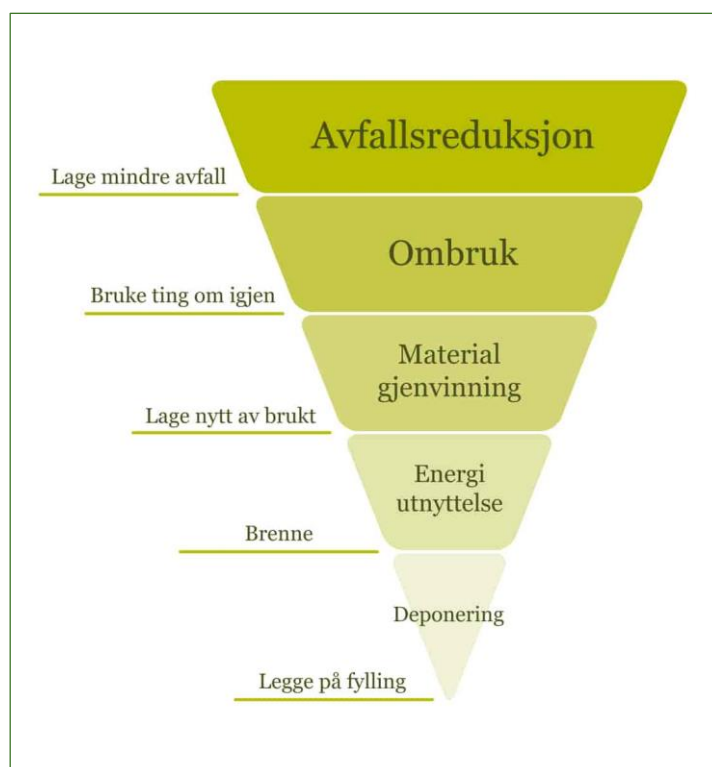 Avfallsreduksjon
Lage mindre avfall
Ombruk
Bruke ting om igjen
Material
gjenvinning
Lage nytt av brukt
Energi
utnyttelse
Brenne
Deponering
Legge på fylling